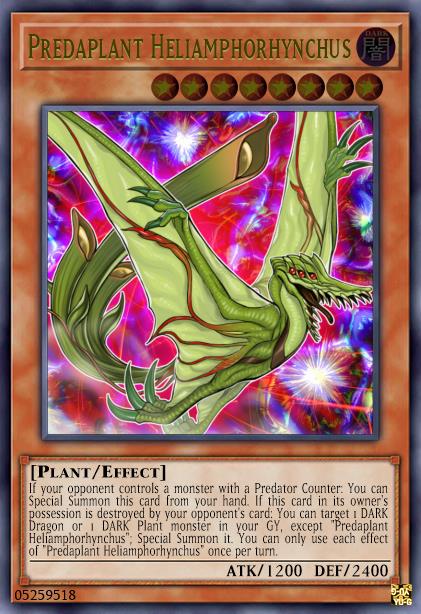 PREDAPLANT HELIAMPHORHYNCHUS
DARK
闇
[PLANT/EFFECT]
If your opponent controls a monster with a Predator Counter: You can
Special Summon this card from your hand. If this card in its owner's
possession is destroyed by your opponent's card: You can target 1 DARK
Dragon or 1 DARK Plant monster in your GY, except "Predaplant
Heliamphorhynchus"; Special Summon it. You can only use each effect
of "Predaplant Heliamphorhynchus" once per turn.
ATK/1200 DEF/2400
05259518